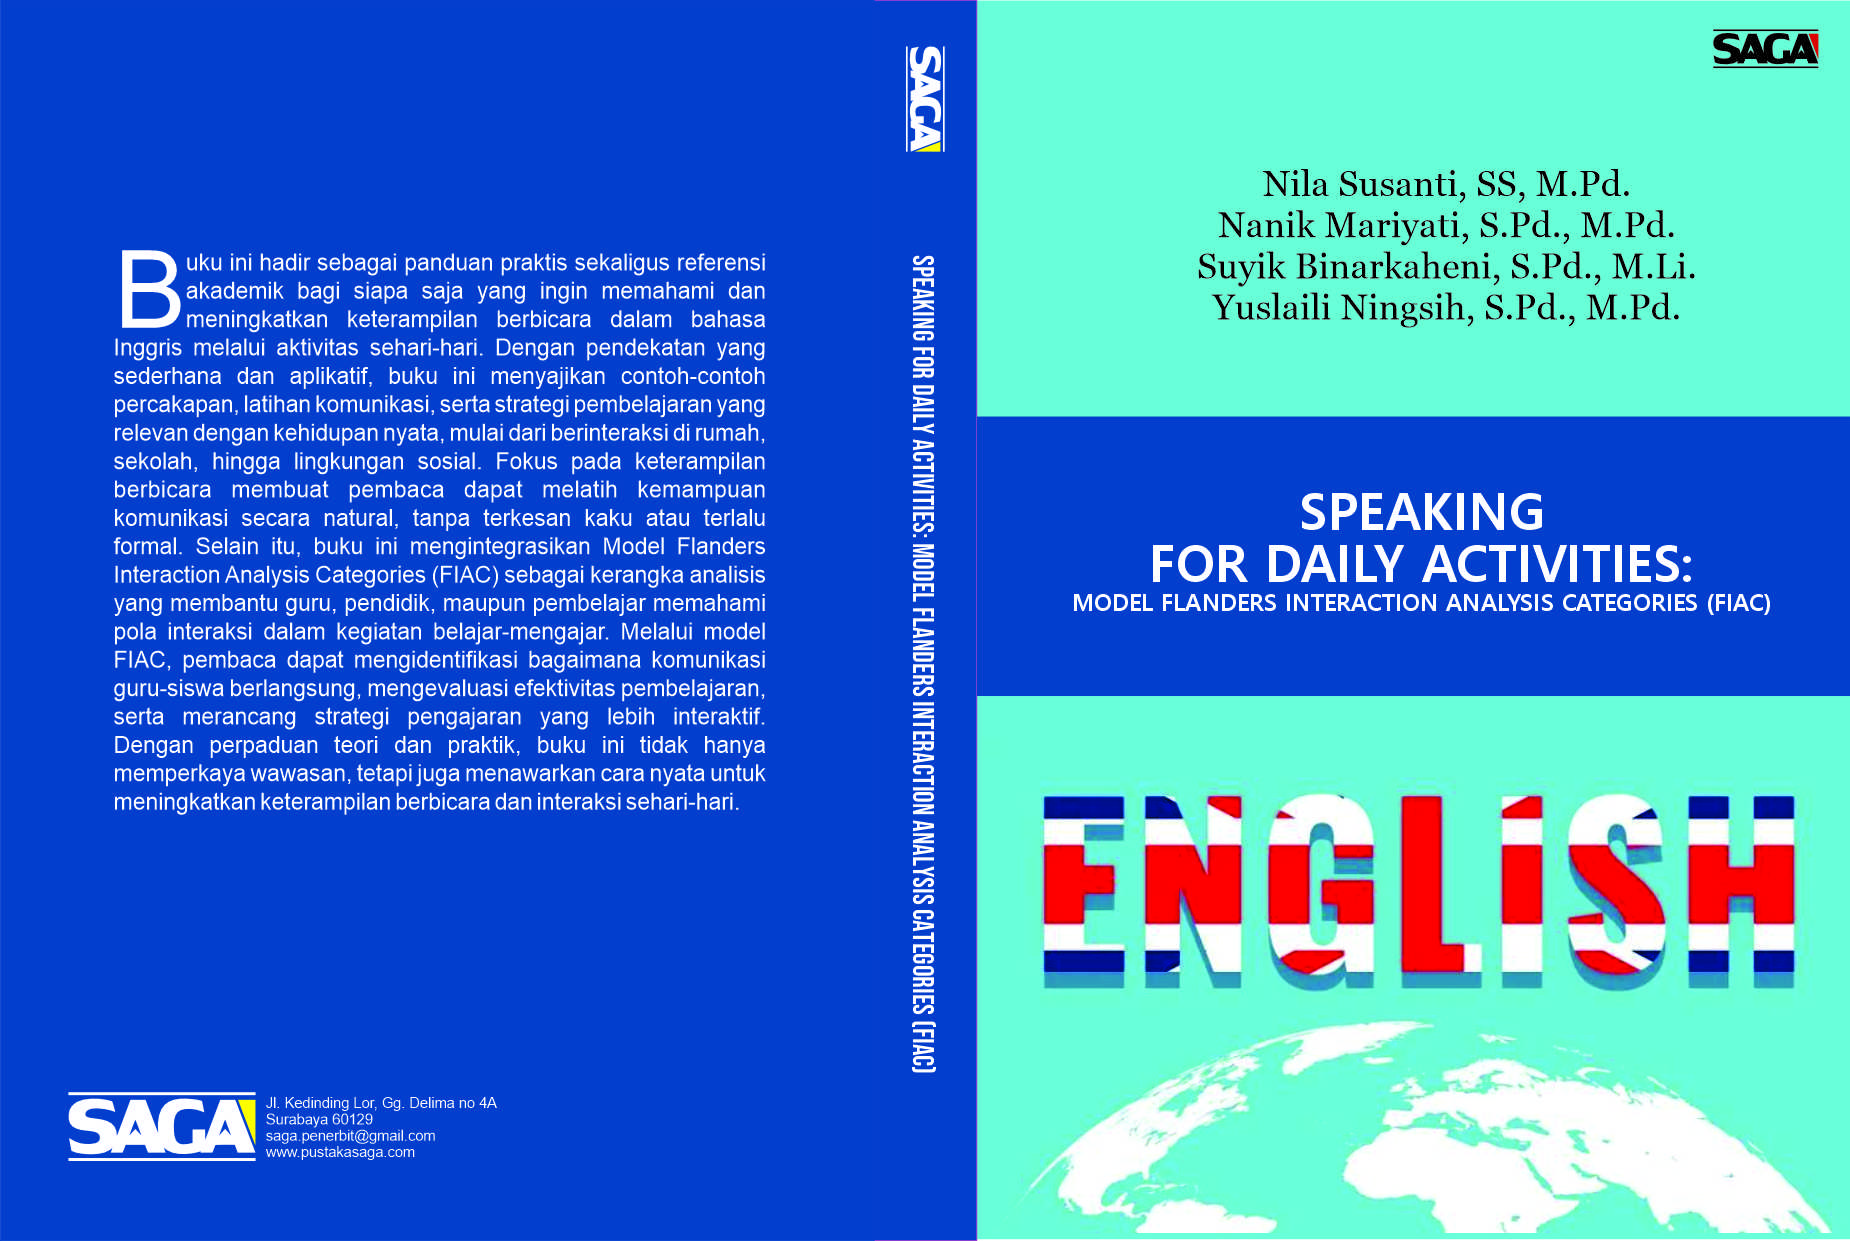 Buku ini hadir sebagai panduan praktis sekaligus referensi
akademik bagi siapa saja yang ingin memahami dan
meningkatkan keterampilan berbicara dalam bahasa
Inggris melalui aktivitas sehari-hari. Dengan pendekatan yang
sederhana dan aplikatif, buku ini menyajikan contoh-contoh
percakapan, latihan komunikasi, serta strategi pembelajaran yang
relevan dengan kehidupan nyata, mulai dari berinteraksi di rumah,
sekolah, hingga lingkungan sosial. Fokus pada keterampilan
berbicara membuat pembaca dapat melatih kemampuan
komunikasi secara natural, tanpa terkesan kaku atau terlalu
formal. Selain itu, buku ini mengintegrasikan Model Flanders
Interaction Analysis Categories (FIAC) sebagai kerangka analisis
yang membantu guru, pendidik, maupun pembelajar memahami
pola interaksi dalam kegiatan belajar-mengajar. Melalui model
FIAC, pembaca dapat mengidentifikasi bagaimana komunikasi
guru-siswa berlangsung, mengevaluasi efektivitas pembelajaran,
serta merancang strategi pengajaran yang lebih interaktif.
Dengan perpaduan teori dan praktik, buku ini tidak hanya
memperkaya wawasan, tetapi juga menawarkan cara nyata untuk
meningkatkan keterampilan berbicara dan interaksi sehari-hari.
SAGA
Jl. Kedinding Lor, Gg. Delima no 4A
Surabaya 60129
saga.penerbit@gmail.com
www.pustakasaga.com
SAGA
SPEAKING FOR DAILY ACTIVITIES: MODEL FLANDERS INTERACTION ANALYSIS CATEGORIES (FIAC)
SAGA
Nila Susanti, SS, M.Pd.
Nanik Mariyati, S.Pd., M.Pd.
Suyik Binarkaheni, S.Pd., M.Li.
Yuslaili Ningsih, S.Pd., M.Pd.
SPEAKING
FOR DAILY ACTIVITIES:
MODEL FLANDERS INTERACTION ANALYSIS CATEGORIES (FIAC)
ENGLISH